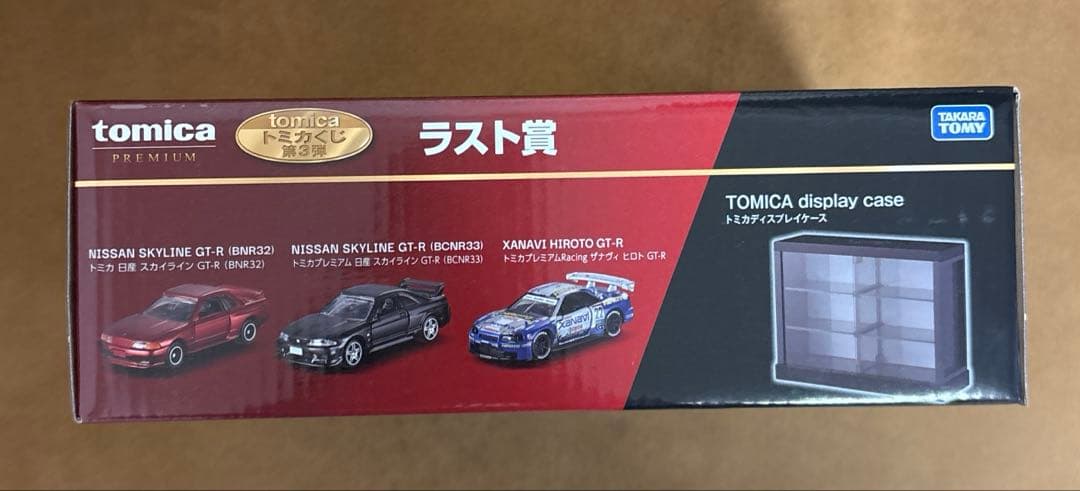 tomica
PREMIUM
tomica
トミカくじ
第3弾
ラスト賞
TAKARA
TOMY
TOMICA display case
トミカディスプレイケース
NISSAN SKYLINE GT-R (BNR32)
トミカ 日産 スカイライン GT-R (BNR32)
NISSAN SKYLINE GT-R (BCNR33)
トミカプレミアム 日産 スカイライン GT-R (BCNR33)
XANAVI HIROTO GT-R
トミカプレミアムRacing ザナヴィ ヒロト GT-R
XANAVI